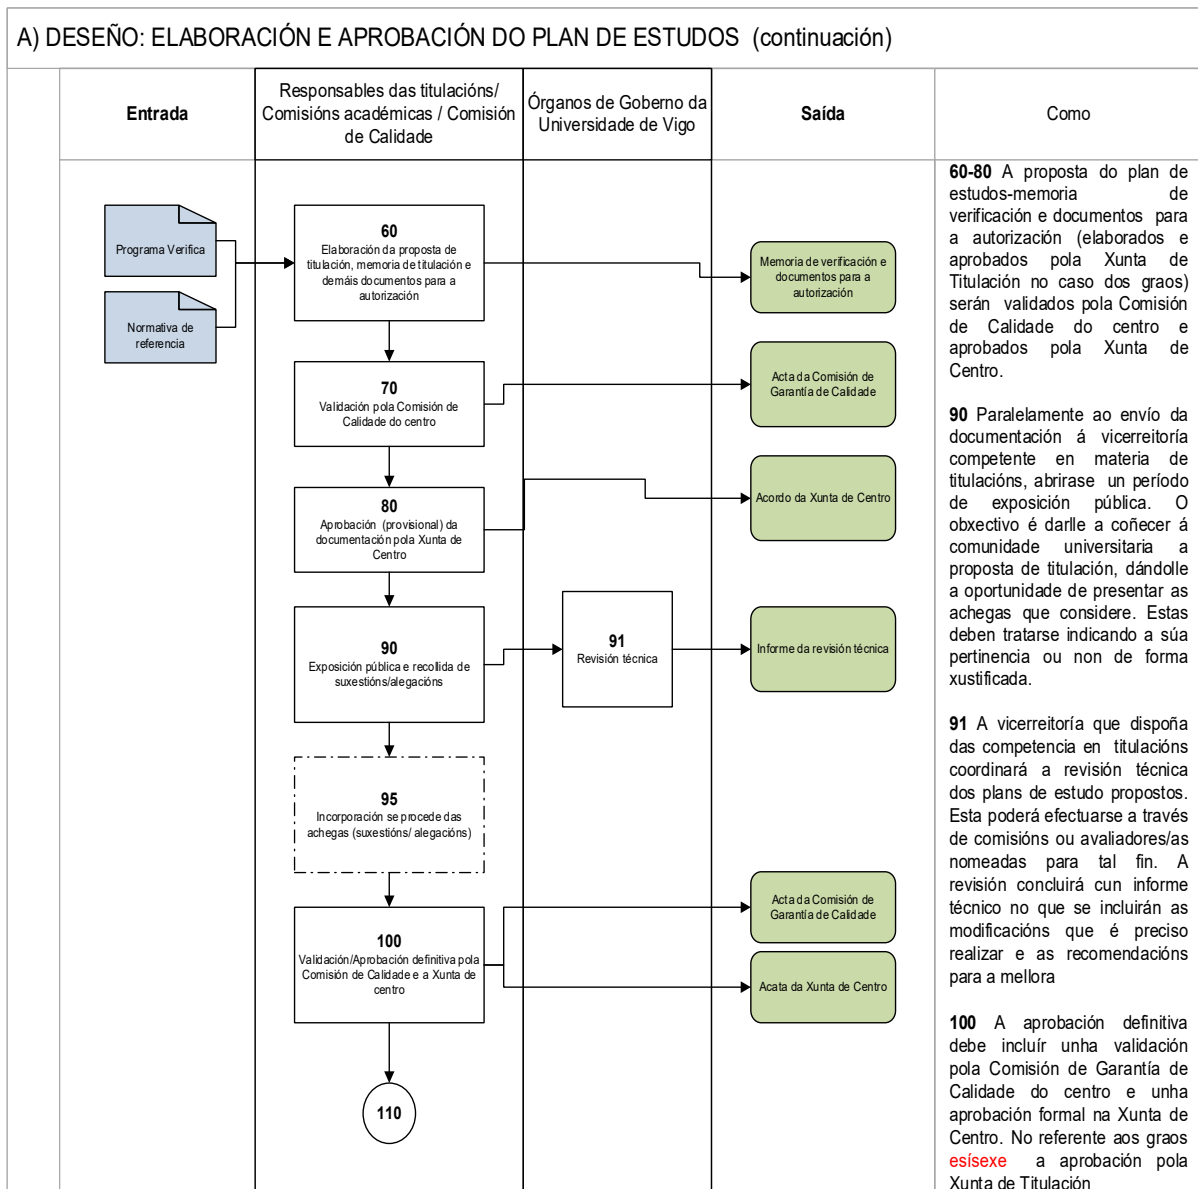 A) DESEÑO: ELABORACIÓN E APROBACIÓN DO PLAN DE ESTUDOS (continuación)
Entrada
Responsables das titulacións/
Comisións académicas / Comisión
de Calidade
Órganos de Goberno da
Universidade de Vigo
Saída
Como
Programa Verifica
Normativa de
referencia
60
Elaboración da proposta de
titulación, memoria de titulación e
demáis documentos para a
autorización
Memoria de verificación e
documentos para a
autorización
70
Validación pola Comisión de
Calidade do centro
Acta da Comisión de
Garantía de Calidade
80
Aprobación (provisional) da
documentación pola Xunta de
Centro
Acordo da Xunta de Centro
90
Exposición pública e recollida de
suxestións/alegacións
91
Revisión técnica
Informe da revisión técnica
95
Incorporación se procede das
achegas (suxestións/ alegacións)
100
Validación/Aprobación definitiva pola
Comisión de Calidade e a Xunta de
centro
Acta da Comisión de
Garantía de Calidade
Acata da Xunta de Centro
110
60-80 A proposta do plan de
estudos-memoria de
verificación e documentos para
a autorización (elaborados e
aprobados pola Xunta de
Titulación no caso dos graos)
serán validados pola Comisión
de Calidade do centro e
aprobados pola Xunta de
Centro.
90 Paralelamente ao envío da
documentación á vicerreitoría
competente en materia de
titulacións, abrirase un período
de exposición pública. O
obxectivo é darlle a coñecer á
comunidade universitaria a
proposta de titulación, dándolle
a oportunidade de presentar as
achegas que considere. Estas
deben tratarse indicando a súa
pertinencia ou non de forma
xustificada.
91 A vicerreitoría que dispoña
das competencia en titulacións
coordinará a revisión técnica
dos plans de estudo propostos.
Esta poderá efectuarse a través
de comisións ou avaliadores/as
nomeadas para tal fin. A
revisión concluirá cun informe
técnico no que se incluirán as
modificacións que é preciso
realizar e as recomendacións
para a mellora
100 A aprobación definitiva
debe incluír unha validación
pola Comisión de Garantía de
Calidade do centro e unha
aprobación formal na Xunta de
Centro. No referente aos graos
esísexe a aprobación pola
Xunta de Titulación